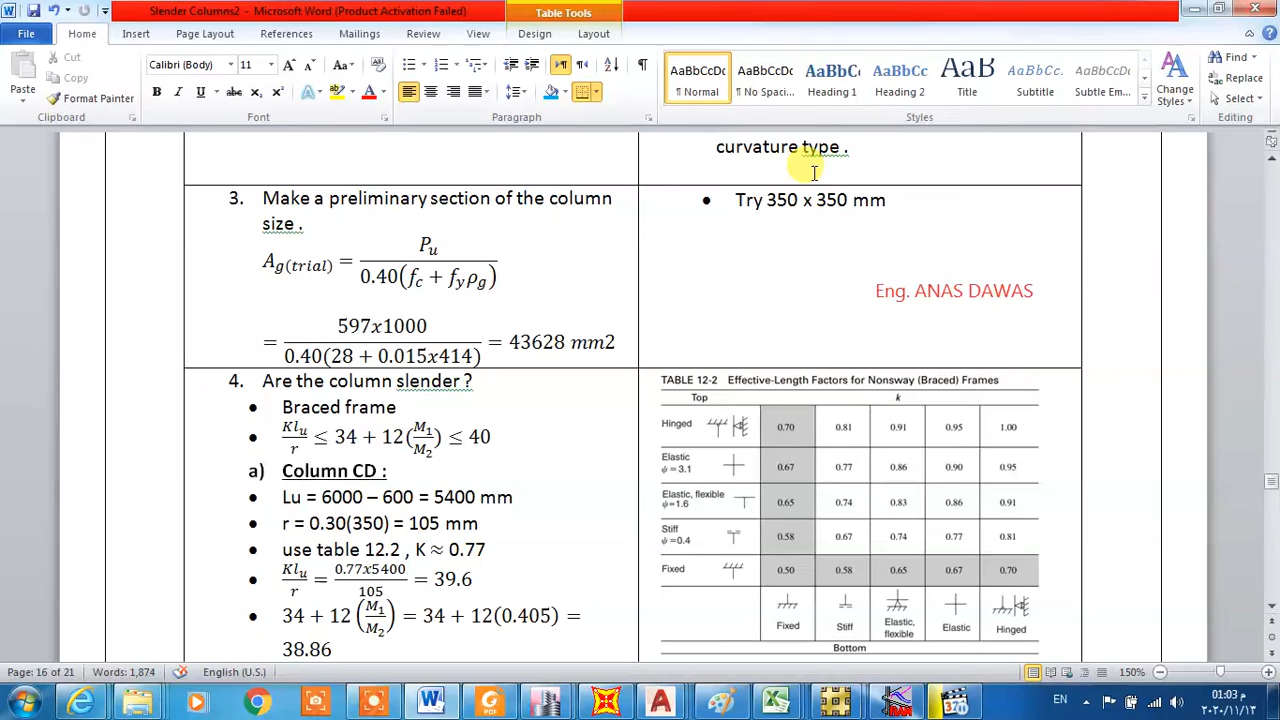 Slender Columns2 - Microsoft Word (Product Activation Failed)
Table Tools
File Home Insert Page Layout References Mailings Review View Design Layout
Cut
Copy
Format Painter
Paste
Clipboard
Calibri (Body) 11
Font
Paragraph
AaBbCcDc AaBbCcDc AaBbC AaBbCc AaB AaBbCc. AaBbCcDc
¶ Normal ¶ No Spaci... Heading 1 Heading 2 Title Subtitle Subtle Em...
Styles
Change Styles
Find
Replace
Select
Editing
curvature type .
3. Make a preliminary section of the column
size .
A_g(trial) = P_u / 0.40(f_c + f_yρ_g)
= 597x1000 / 0.40(28 + 0.015x414) = 43628 mm2
• Try 350 x 350 mm
Eng. ANAS DAWAS
4. Are the column slender ?
• Braced frame
• Kl_u / r ≤ 34 + 12(M_1 / M_2) ≤ 40
a) Column CD :
• Lu = 6000 – 600 = 5400 mm
• r = 0.30(350) = 105 mm
• use table 12.2 , K ≈ 0.77
• Kl_u / r = 0.77x5400 / 105 = 39.6
• 34 + 12 (M_1 / M_2) = 34 + 12(0.405) =
38.86
TABLE 12-2 Effective-Length Factors for Nonsway (Braced) Frames
Top k
Hinged 0.70 0.81 0.91 0.95 1.00
Elastic ψ=3.1 0.67 0.77 0.86 0.90 0.95
Elastic, flexible ψ=1.6 0.65 0.74 0.83 0.86 0.91
Stiff ψ=0.4 0.58 0.67 0.74 0.77 0.81
Fixed 0.50 0.58 0.65 0.67 0.70
Fixed Stiff Elastic, flexible Elastic Hinged
Bottom
Page: 16 of 21 Words: 1,874 English (U.S.) 150%
EN
01:03 م
٢٠٢٠/١١/١٣